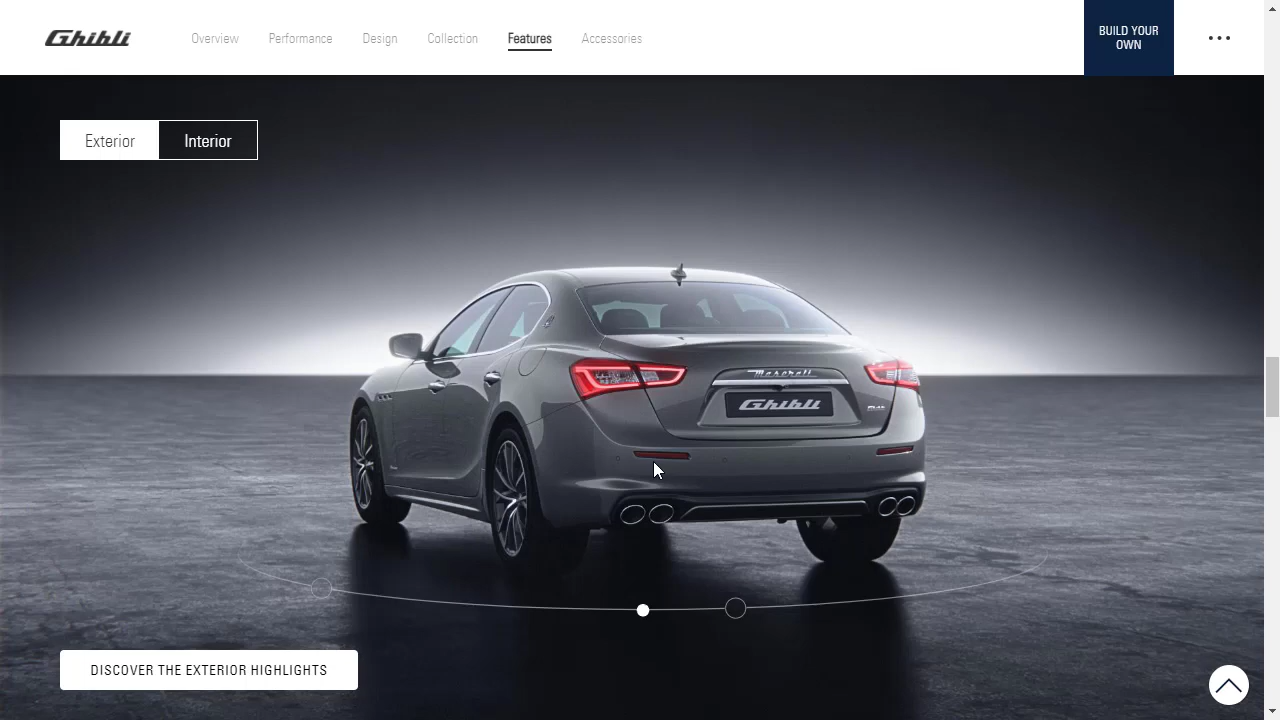 Ghibli
Overview
Performance
Design
Collection
Features
Accessories
BUILD YOUR
OWN
Exterior
Interior
Maserati
Ghibli
DISCOVER THE EXTERIOR HIGHLIGHTS